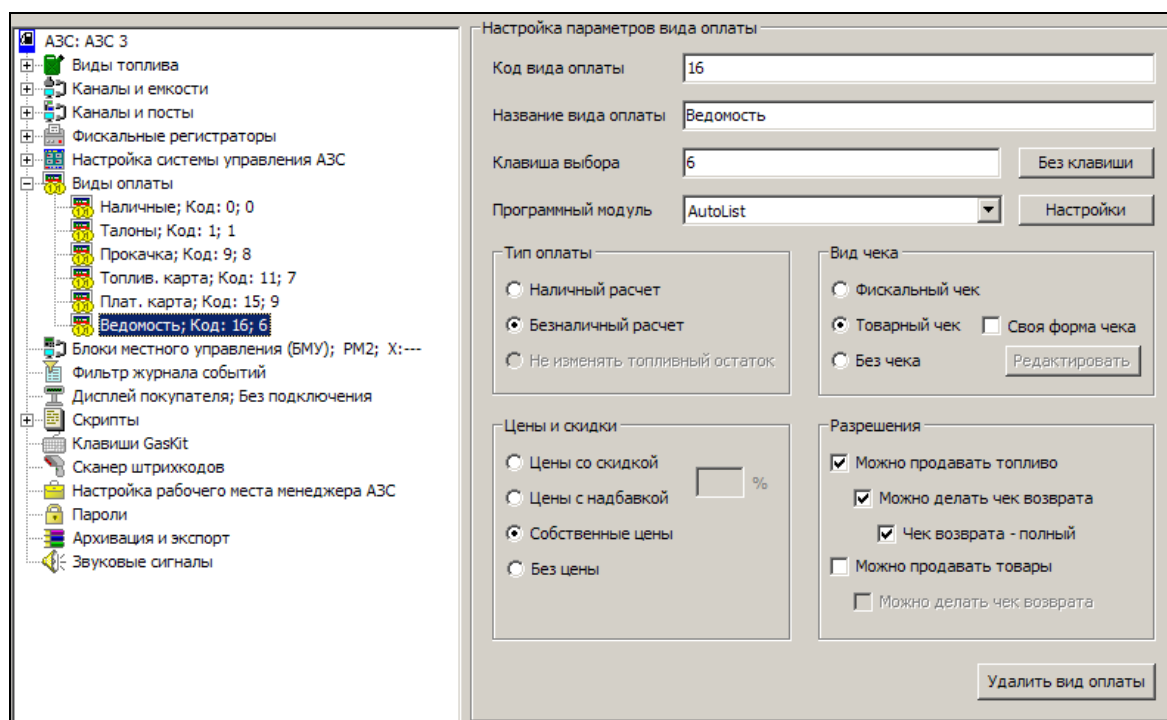 АЗС: АЗС 3
Виды топлива
Каналы и емкости
Каналы и посты
Фискальные регистраторы
Настройка системы управления АЗС
Виды оплаты
Наличные; Код: 0; 0
Талоны; Код: 1; 1
Прокачка; Код: 9; 8
Топлив. карта; Код: 11; 7
Плат. карта; Код: 15; 9
Ведомость; Код: 16; 6
Блоки местного управления (БМУ); РМ2; X:---
Фильтр журнала событий
Дисплей покупателя; Без подключения
Скрипты
Клавиши GasKit
Сканер штрихкодов
Настройка рабочего места менеджера АЗС
Пароли
Архивация и экспорт
Звуковые сигналы
Настройка параметров вида оплаты
Код вида оплаты 16
Название вида оплаты Ведомость
Клавиша выбора 6 Без клавиши
Программный модуль AutoList Настройки
Тип оплаты
Наличный расчет
Безналичный расчет
Не изменять топливный остаток
Вид чека
Фискальный чек
Товарный чек Своя форма чека
Без чека Редактировать
Цены и скидки
Цены со скидкой
%
Цены с надбавкой
Собственные цены
Без цены
Разрешения
Можно продавать топливо
Можно делать чек возврата
Чек возврата - полный
Можно продавать товары
Можно делать чек возврата
Удалить вид оплаты